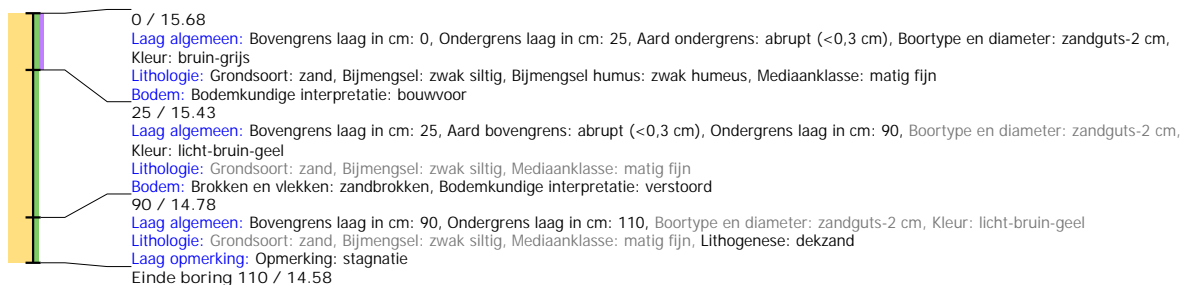 0 / 15.68
Laag algemeen: Bovengrens laag in cm: 0, Ondergrens laag in cm: 25, Aard ondergrens: abrupt (<0,3 cm), Boortype en diameter: zandguts-2 cm,
Kleur: bruin-grijs
Lithologie: Grondsoort: zand, Bijmengsel: zwak siltig, Bijmengsel humus: zwak humeus, Mediaanklasse: matig fijn
Bodem: Bodemkundige interpretatie: bouwvoor
25 / 15.43
Laag algemeen: Bovengrens laag in cm: 25, Aard bovengrens: abrupt (<0,3 cm), Ondergrens laag in cm: 90, Boortype en diameter: zandguts-2 cm,
Kleur: licht-bruin-geel
Lithologie: Grondsoort: zand, Bijmengsel: zwak siltig, Mediaanklasse: matig fijn
Bodem: Brokken en vlekken: zandbrokken, Bodemkundige interpretatie: verstoord
90 / 14.78
Laag algemeen: Bovengrens laag in cm: 90, Ondergrens laag in cm: 110, Boortype en diameter: zandguts-2 cm, Kleur: licht-bruin-geel
Lithologie: Grondsoort: zand, Bijmengsel: zwak siltig, Mediaanklasse: matig fijn, Lithogenese: dekzand
Laag opmerking: Opmerking: stagnatie
Einde boring 110 / 14.58